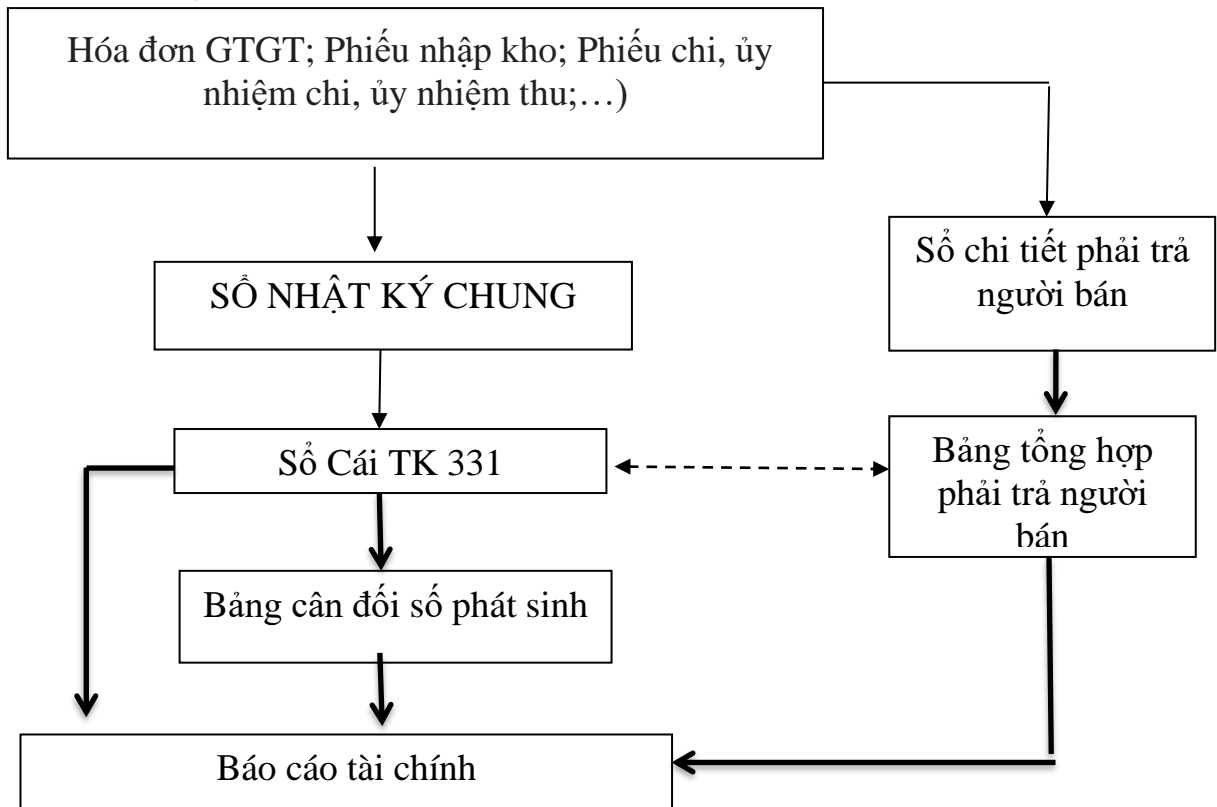 Hóa đơn GTGT; Phiếu nhập kho; Phiếu chi, ủy
nhiệm chi, ủy nhiệm thu;…)
Sổ chi tiết phải trả
người bán
SỔ NHẬT KÝ CHUNG
Sổ Cái TK 331
Bảng tổng hợp
phải trả người
bán
Bảng cân đối số phát sinh
Báo cáo tài chính